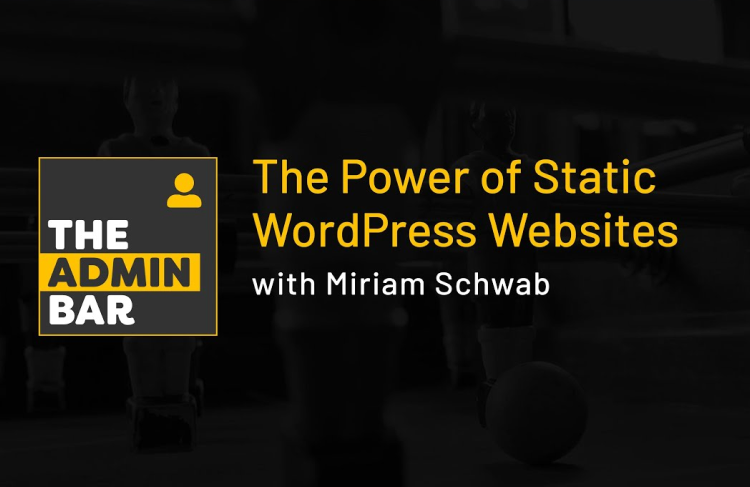 THE
ADMIN
BAR
The Power of Static
WordPress Websites
with Miriam Schwab